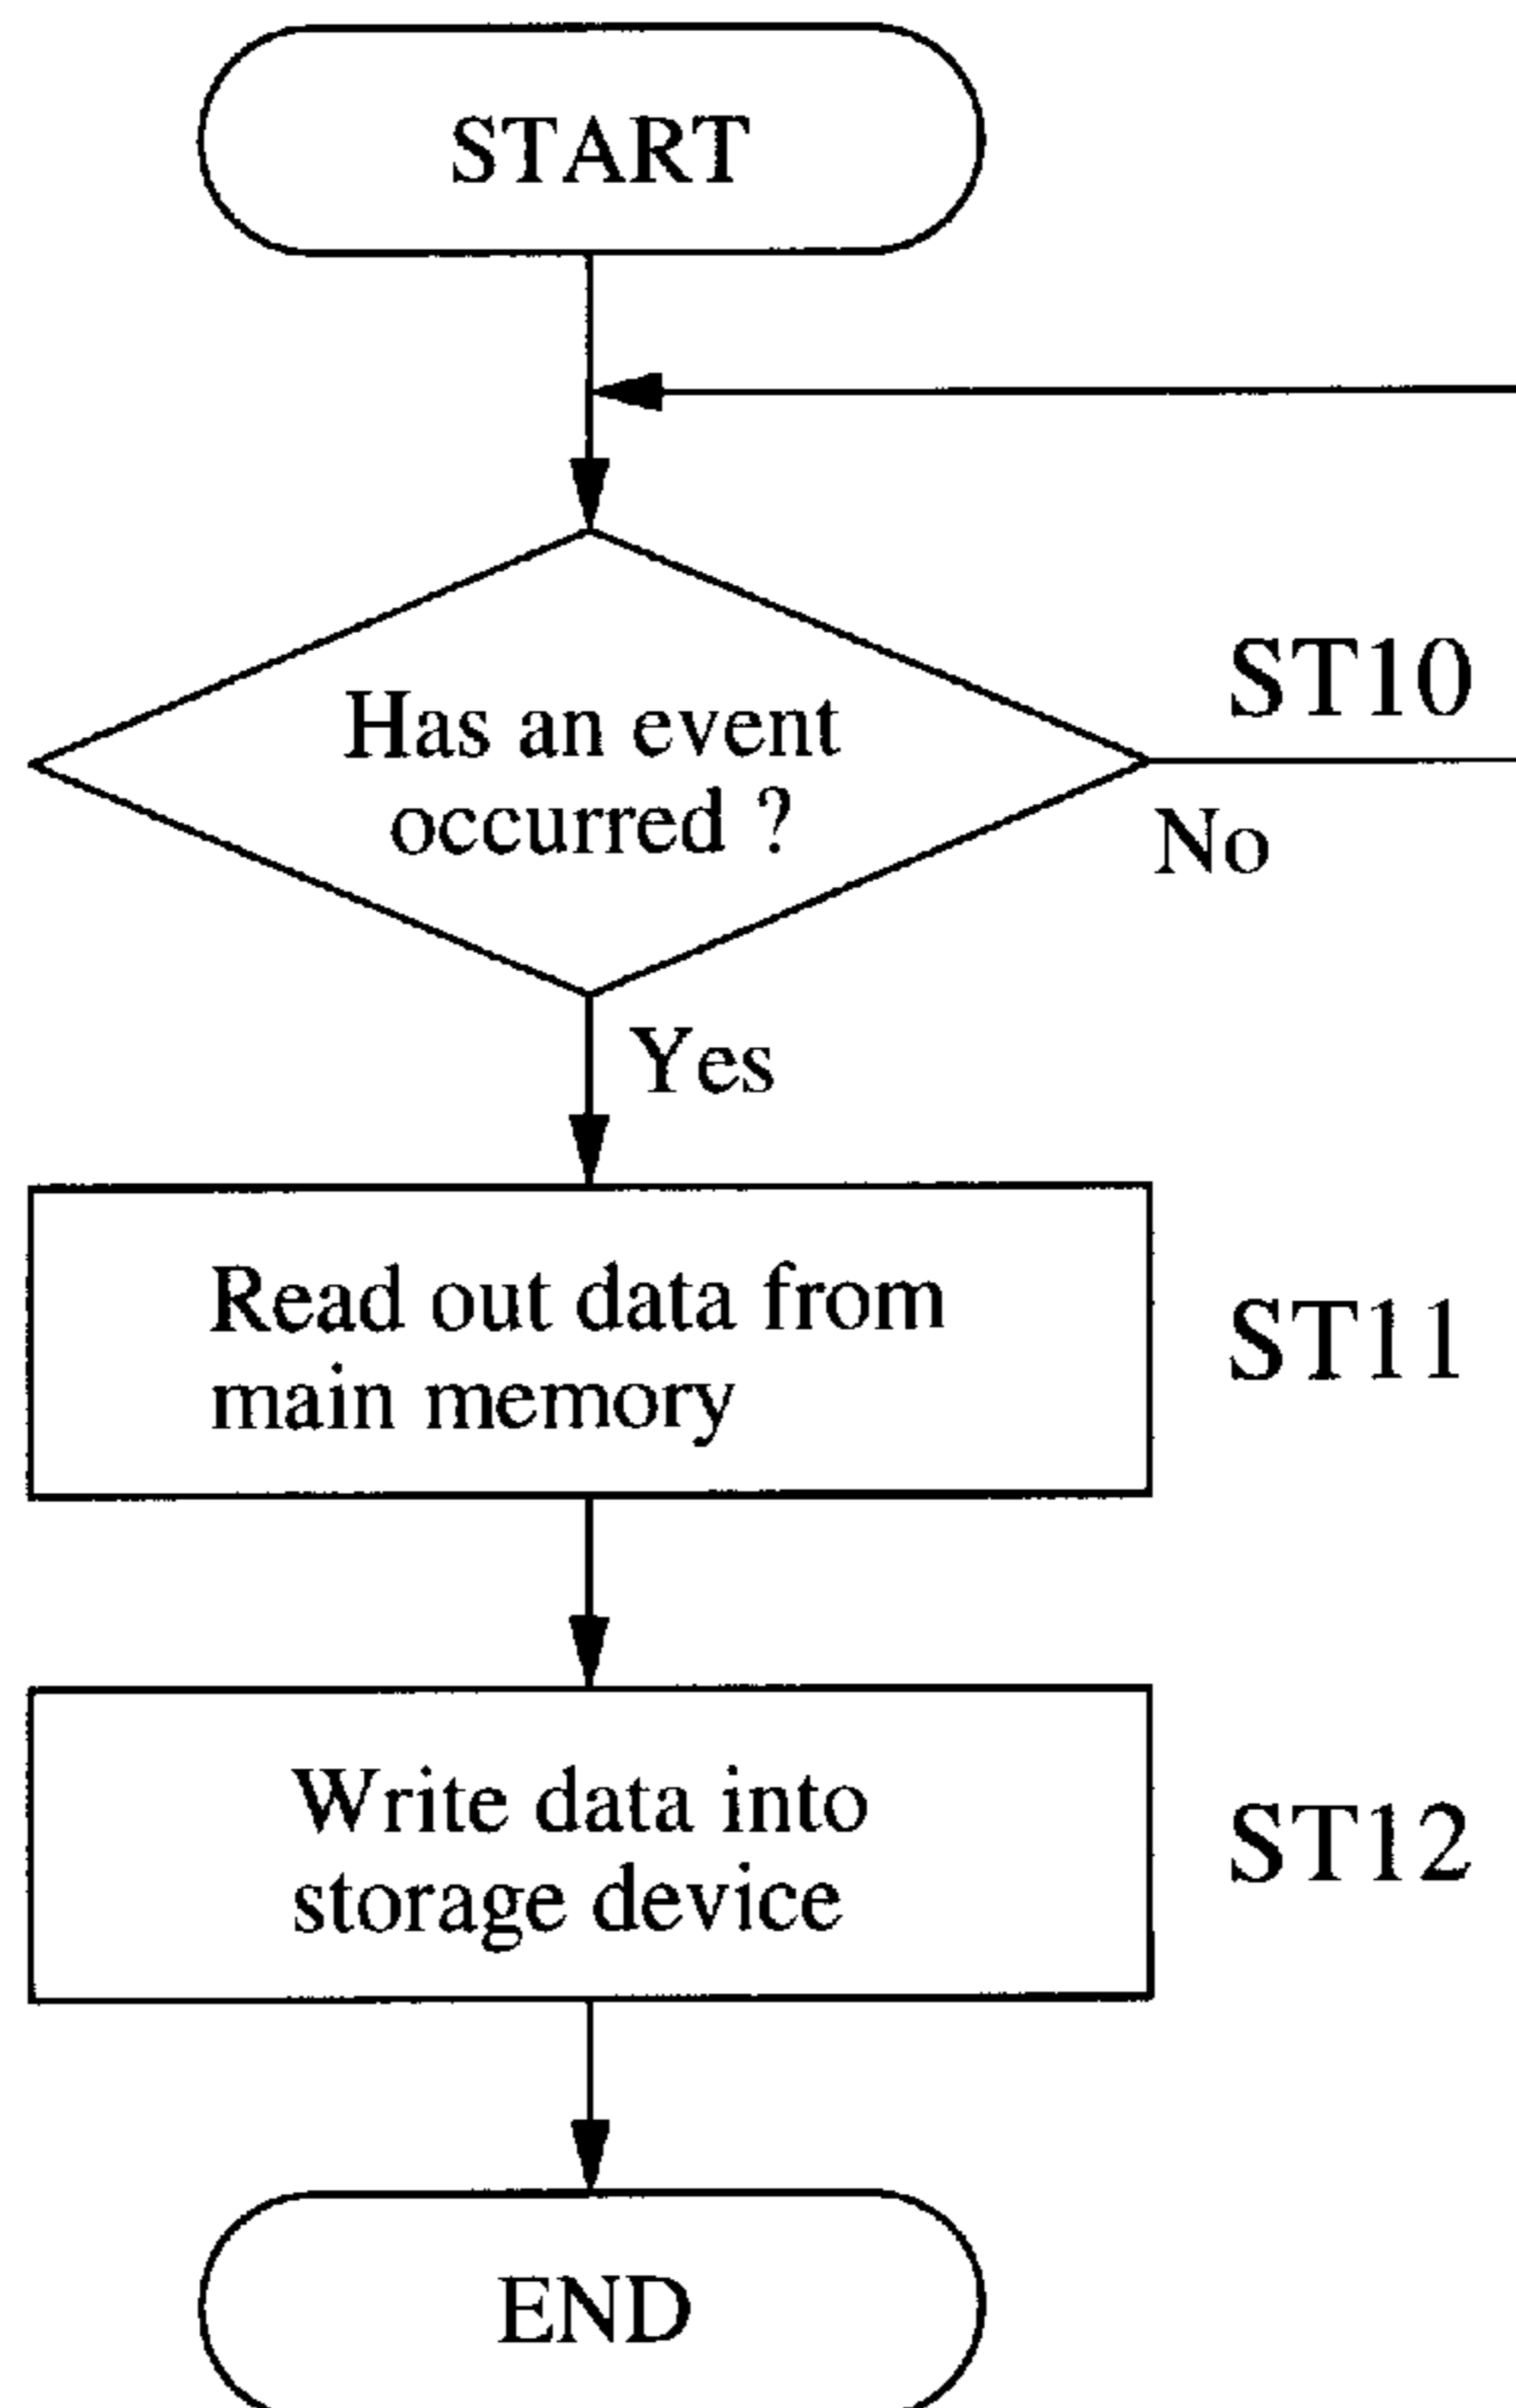 START
ST10
Has an event
occurred ?
No
Yes
Read out data from
main memory
ST11
Write data into
storage device
ST12
END